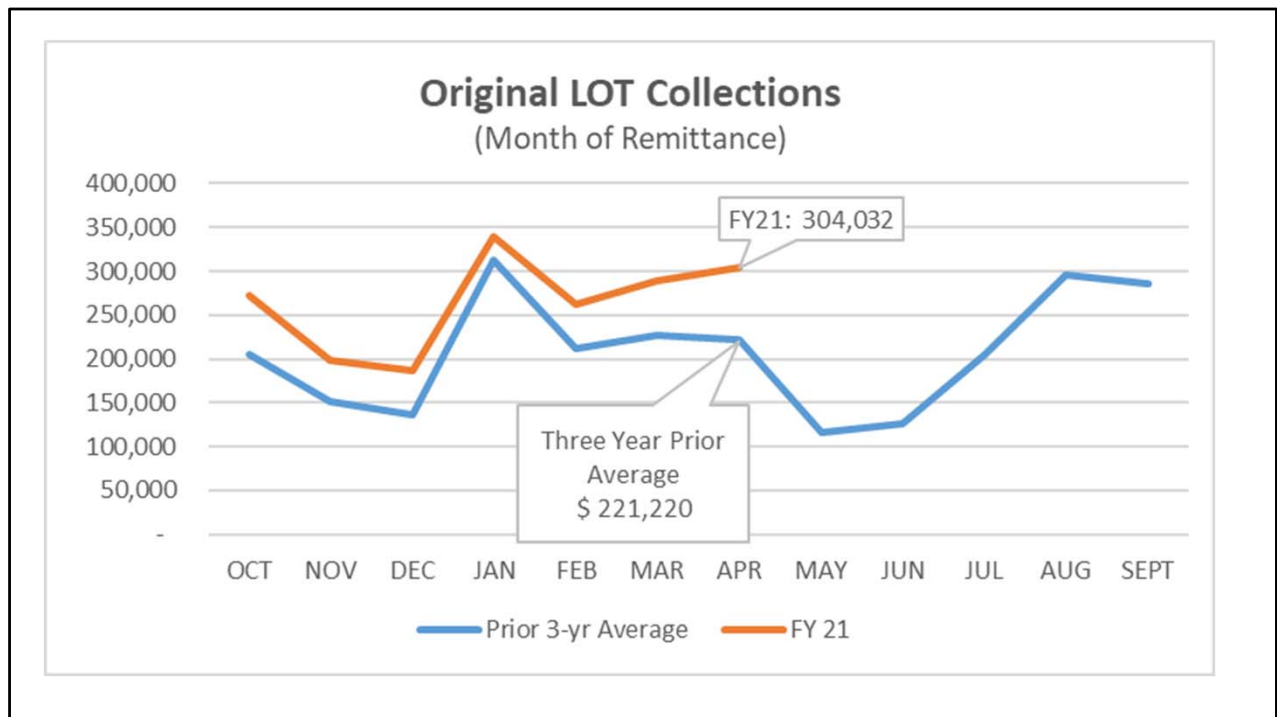 Original LOT Collections
(Month of Remittance)
400,000
350,000
300,000
250,000
200,000
150,000
100,000
50,000
-
FY21: 304,032
Three Year Prior
Average
$ 221,220
OCT NOV DEC JAN FEB MAR APR MAY JUN JUL AUG SEPT
Prior 3-yr Average FY 21